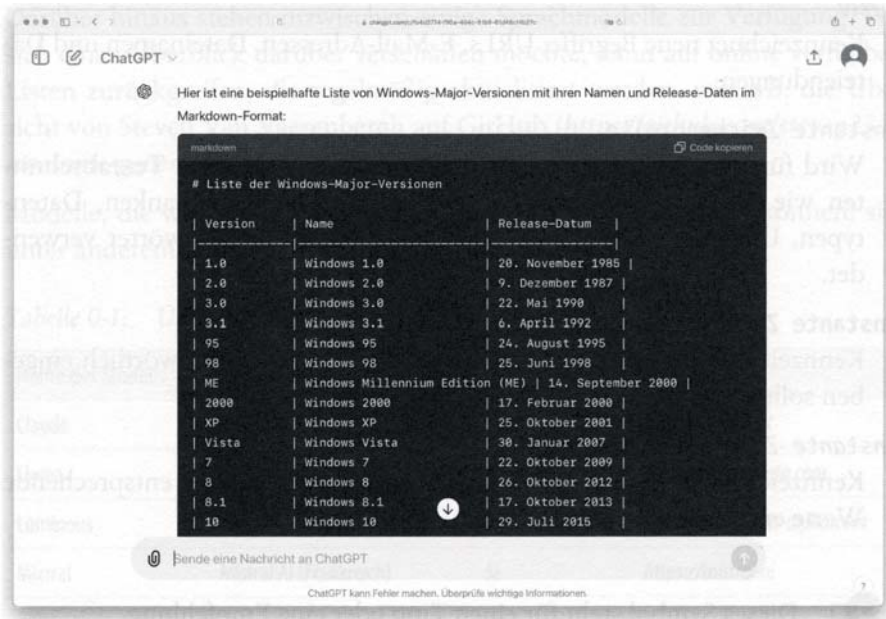 ChatGPT
Hier ist eine beispielhafte Liste von Windows-Major-Versionen mit ihren Namen und Release-Daten im
Markdown-Format:
markdown Code kopieren
# Liste der Windows-Major-Versionen
| Version | Name | Release-Datum |
|---------|------|---------------|
| 1.0 | Windows 1.0 | 20. November 1985 |
| 2.0 | Windows 2.0 | 9. Dezember 1987 |
| 3.0 | Windows 3.0 | 22. Mai 1990 |
| 3.1 | Windows 3.1 | 6. April 1992 |
| 95 | Windows 95 | 24. August 1995 |
| 98 | Windows 98 | 25. Juni 1998 |
| ME | Windows Millennium Edition (ME) | 14. September 2000 |
| 2000 | Windows 2000 | 17. Februar 2000 |
| XP | Windows XP | 25. Oktober 2001 |
| Vista | Windows Vista | 30. Januar 2007 |
| 7 | Windows 7 | 22. Oktober 2009 |
| 8 | Windows 8 | 26. Oktober 2012 |
| 8.1 | Windows 8.1 | 17. Oktober 2013 |
| 10 | Windows 10 | 29. Juli 2015 |
Sende eine Nachricht an ChatGPT
ChatGPT kann Fehler machen. Überprüfe wichtige Informationen.
?